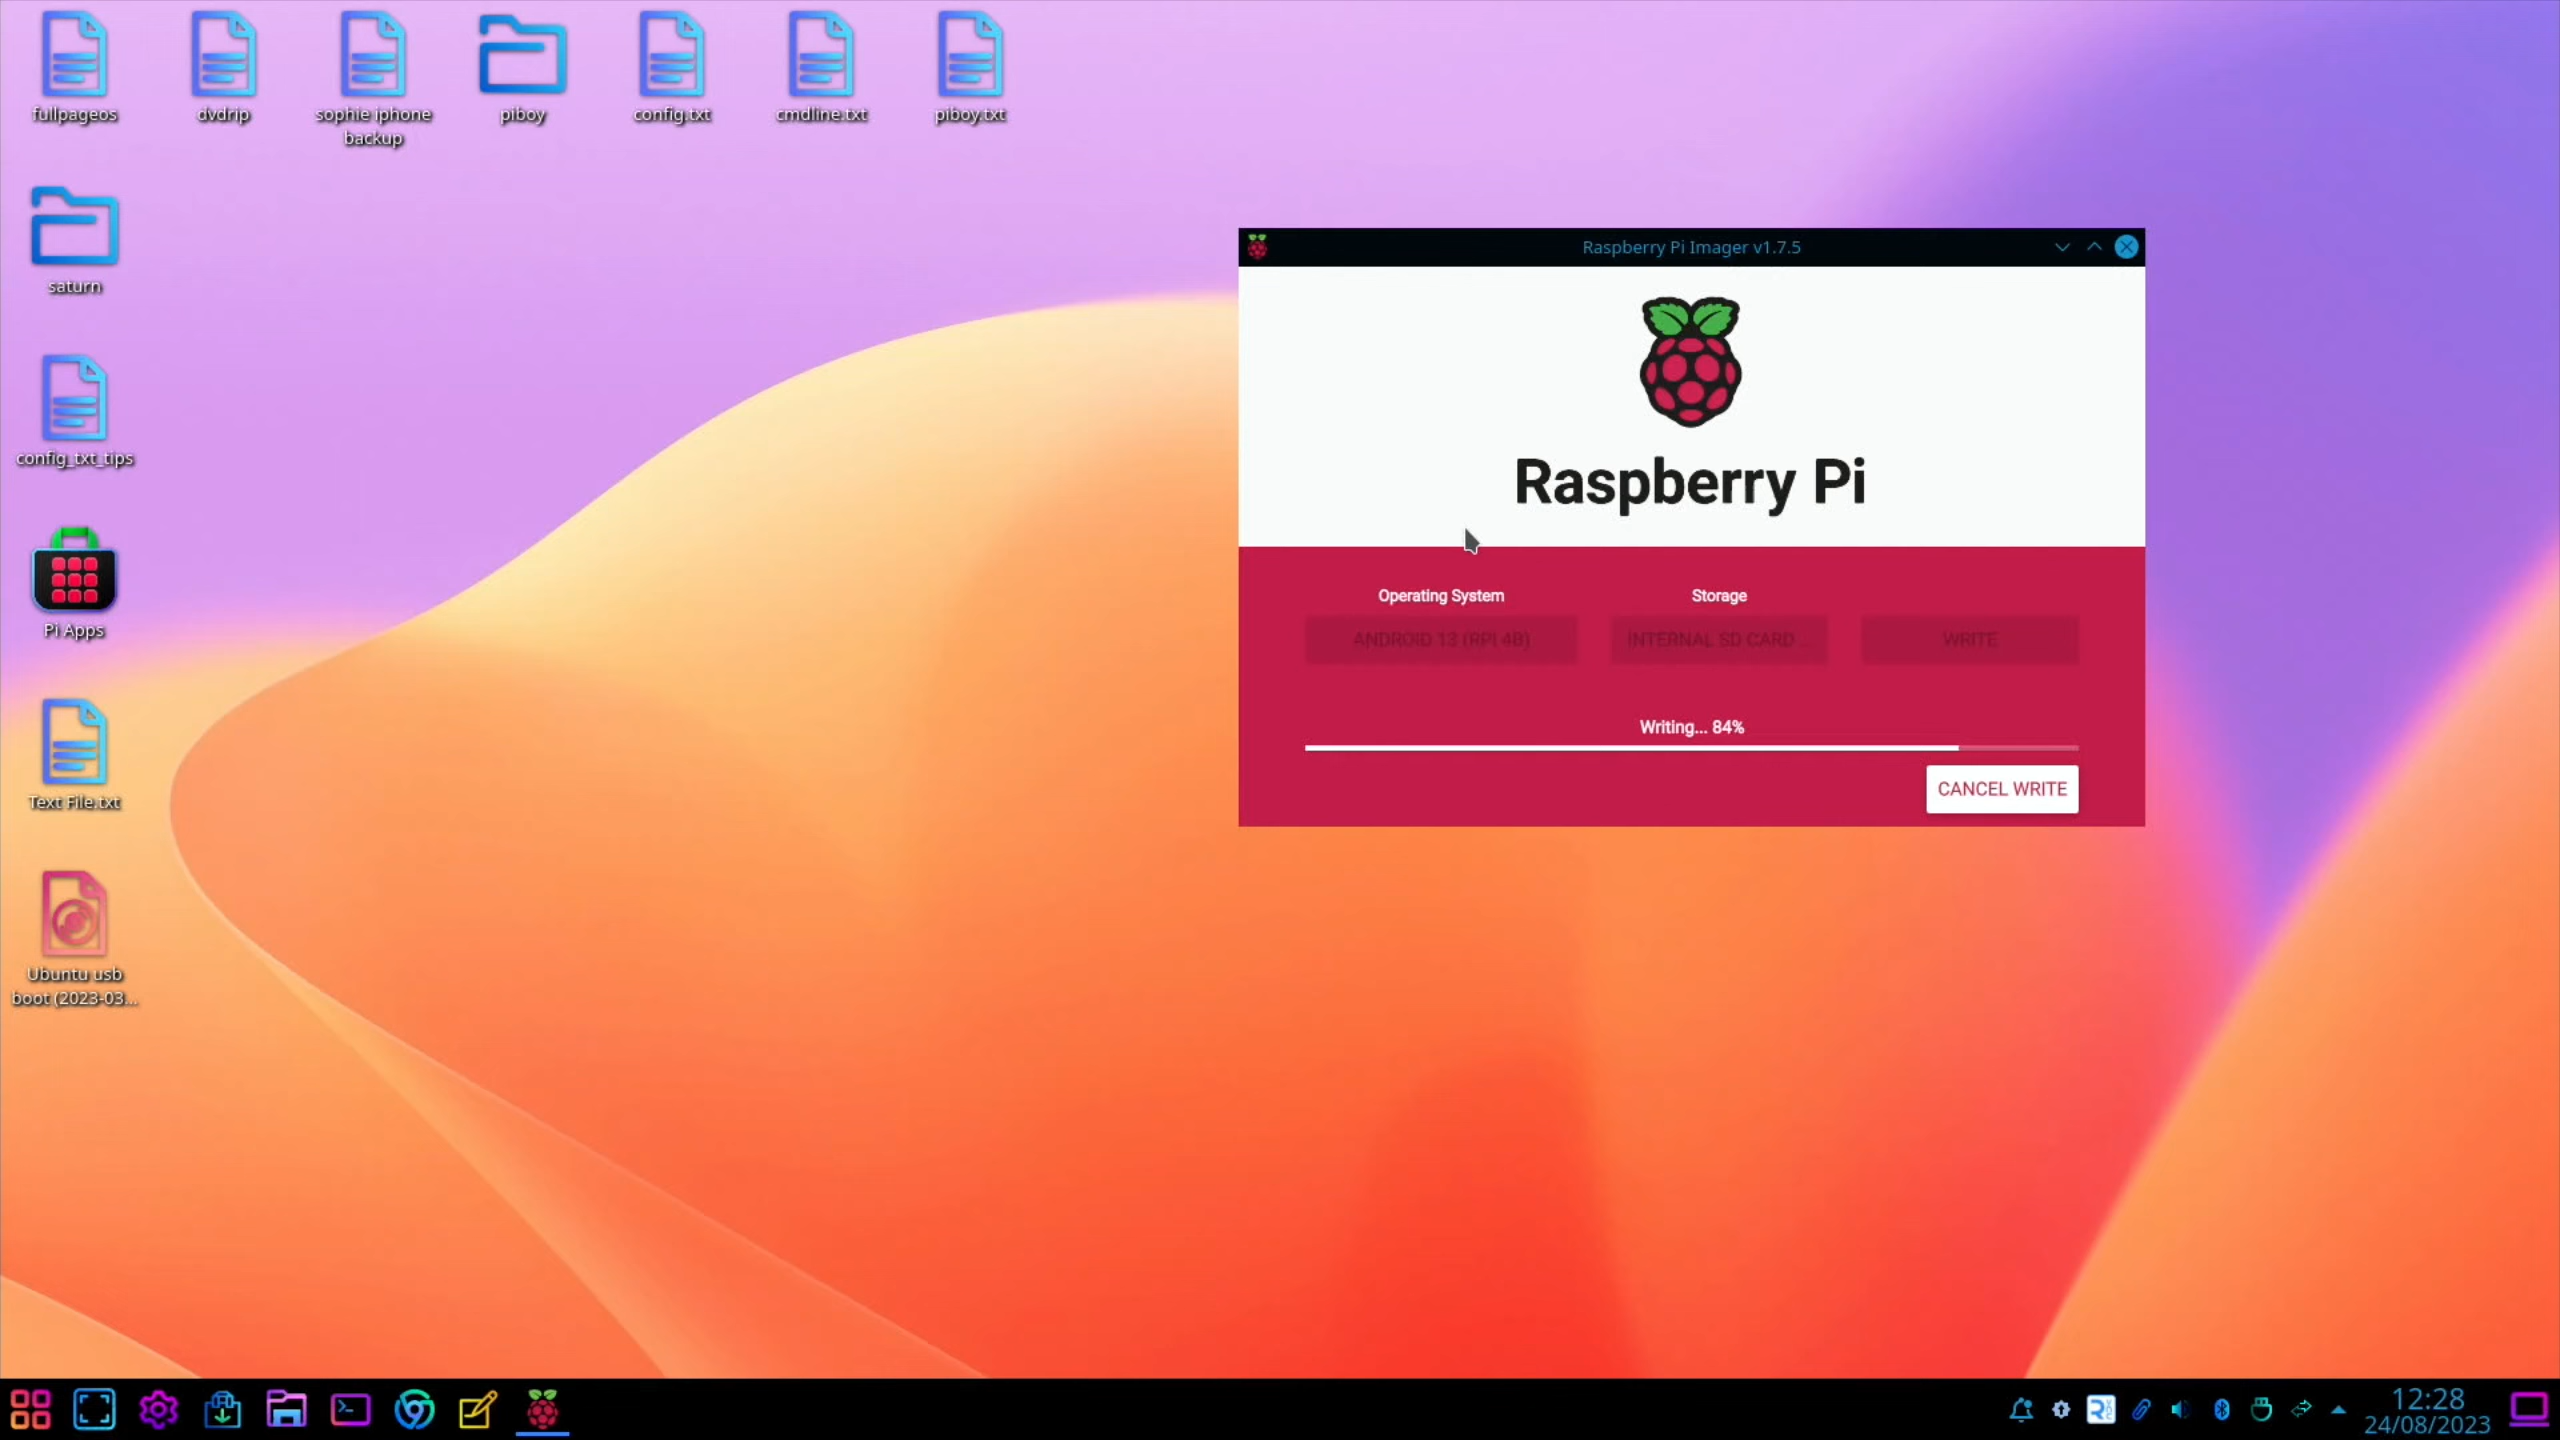 fullpageos
dvdrip
sophie iphone
backup
piboy
config.txt
cmdline.txt
piboy.txt
saturn
config_txt_tips
Pi Apps
Text File.txt
Ubuntu usb
boot (2023-03...
Raspberry Pi Imager v1.7.5
Raspberry Pi
Operating System
Storage
ANDROID 13 (RPI 4B)
INTERNAL SD CARD
WRITE
Writing... 84%
CANCEL WRITE
12:28
24/08/2023